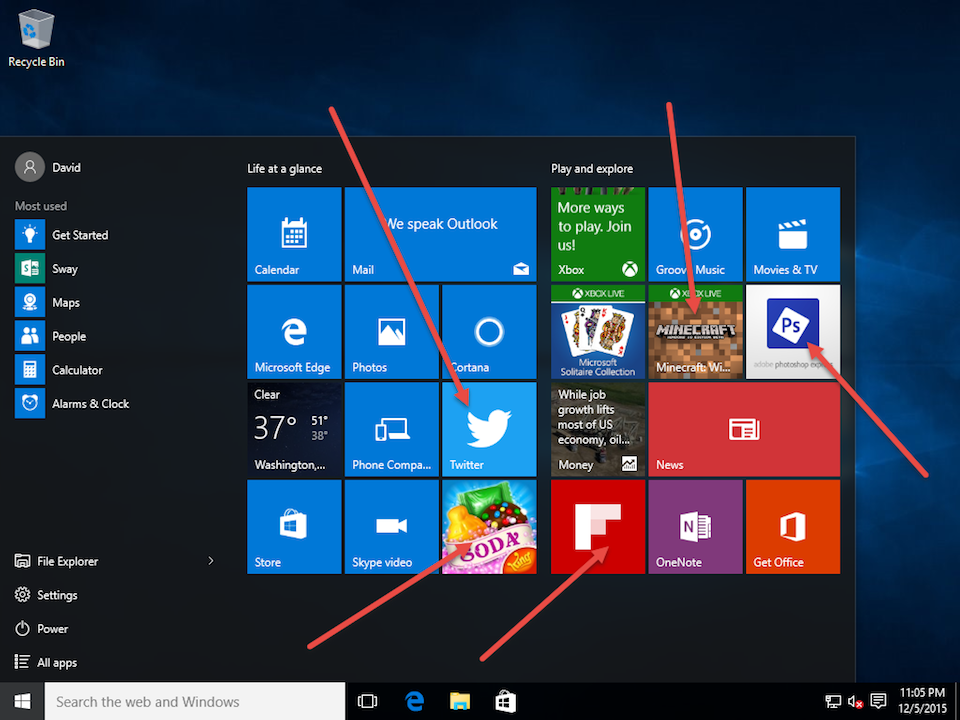 Recycle Bin
David
Most used
Get Started
Sway
Maps
People
Calculator
Alarms & Clock
File Explorer
Settings
Power
All apps
Life at a glance
Calendar
We speak Outlook
Mail
Microsoft Edge
Photos
Cortana
Clear
37° 51°
38°
Washington,...
Phone Compa...
Twitter
Store
Skype video
SODA
King
Play and explore
More ways
to play. Join
us!
Xbox
Groove Music
Movies & TV
XBOX LIVE
Microsoft
Solitaire Collection
XBOX LIVE
MINECRAFT
WINDOWS 10 EDITION BETA
Minecraft: Wi...
Ps
adobe photoshop
While job
growth lifts
most of US
economy, oil...
Money
News
OneNote
Get Office
Search the web and Windows
11:05 PM
12/5/2015